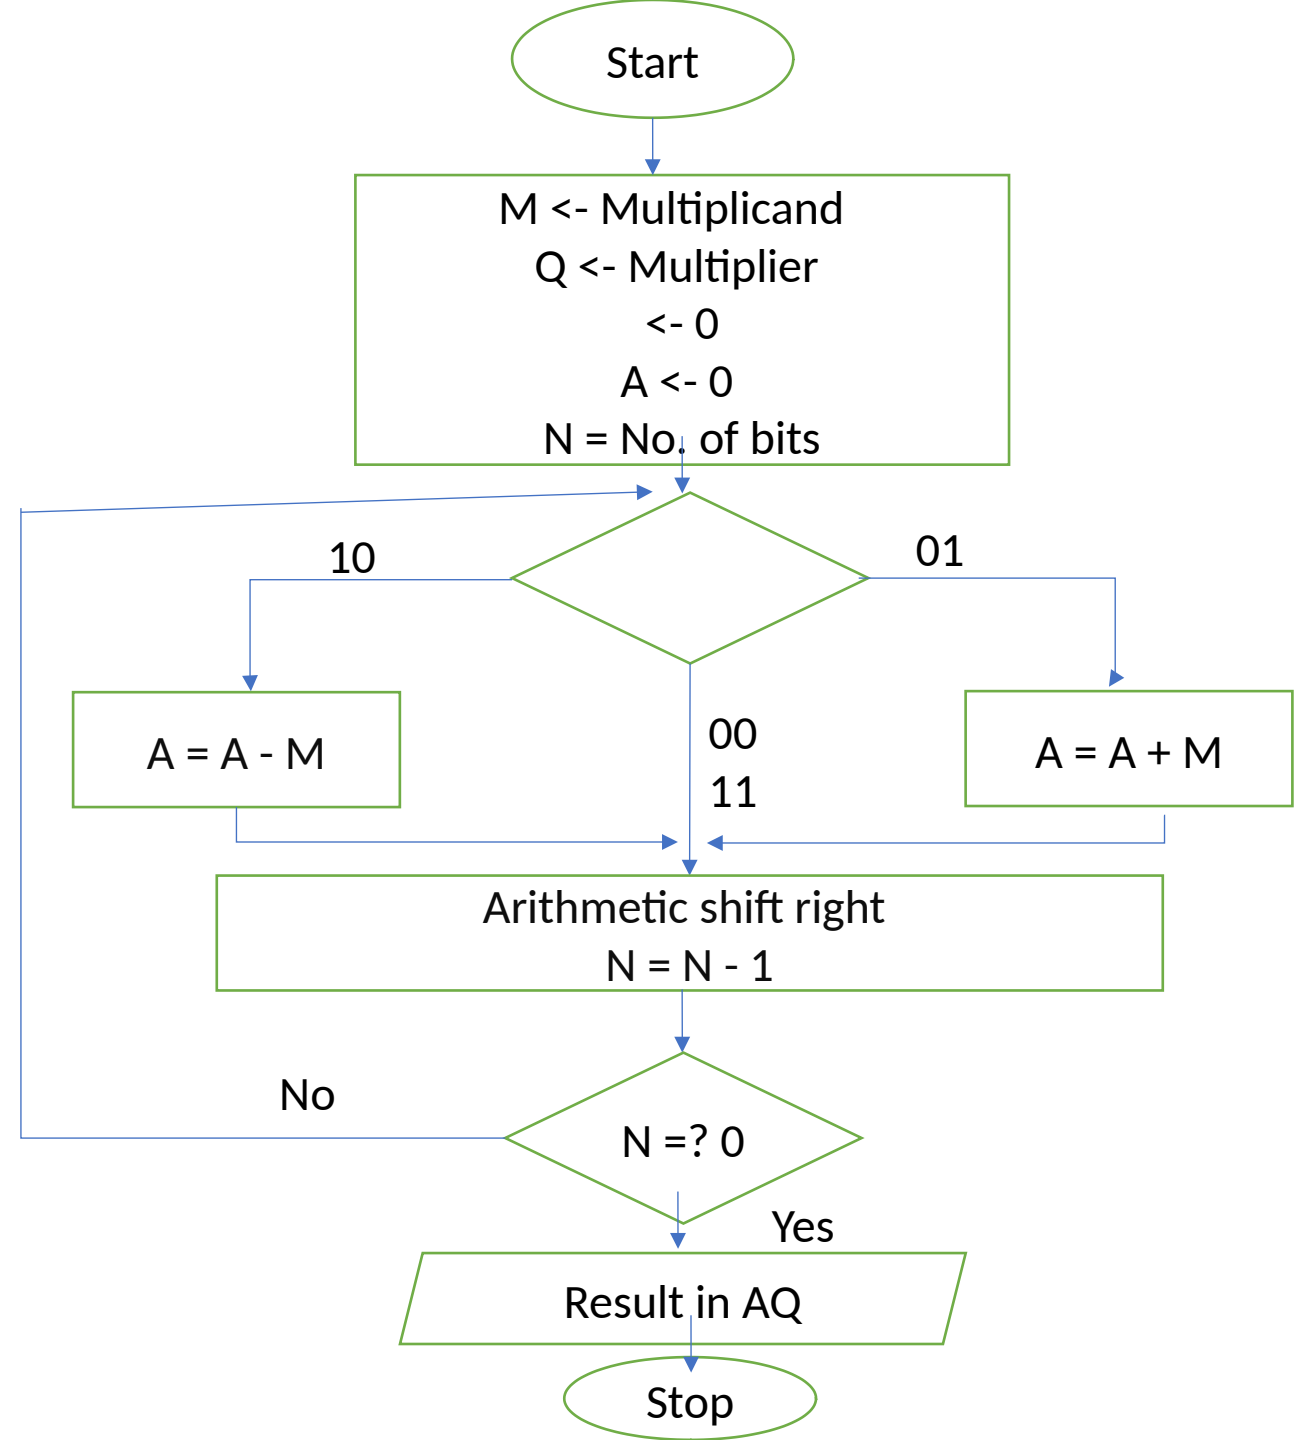 Start
M <- Multiplicand
Q <- Multiplier
<- 0
A <- 0
N = No. of bits
10
01
A = A - M
00
11
A = A + M
Arithmetic shift right
N = N - 1
No
N =? 0
Yes
Result in AQ
Stop